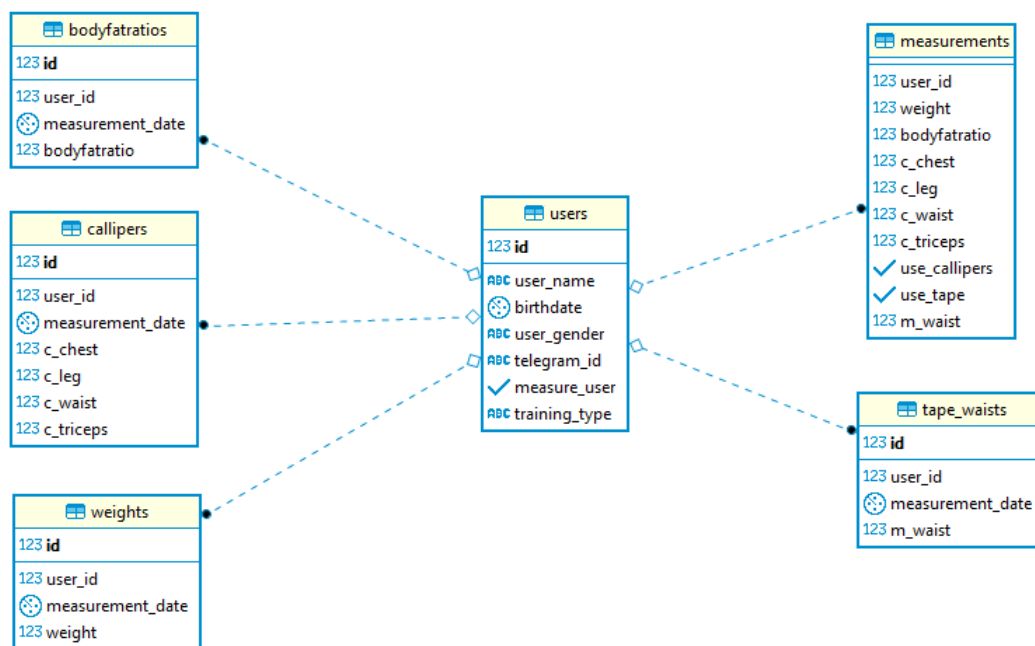 bodyfatratios
123 id
123 user_id
measurement_date
123 bodyfatratio
callipers
123 id
123 user_id
measurement_date
123 c_chest
123 c_leg
123 c_waist
123 c_triceps
weights
123 id
123 user_id
measurement_date
123 weight
users
123 id
ABC user_name
birthdate
ABC user_gender
ABC telegram_id
measure_user
ABC training_type
measurements
123 user_id
123 weight
123 bodyfatratio
123 c_chest
123 c_leg
123 c_waist
123 c_triceps
use_callipers
use_tape
123 m_waist
tape_waists
123 id
123 user_id
measurement_date
123 m_waist